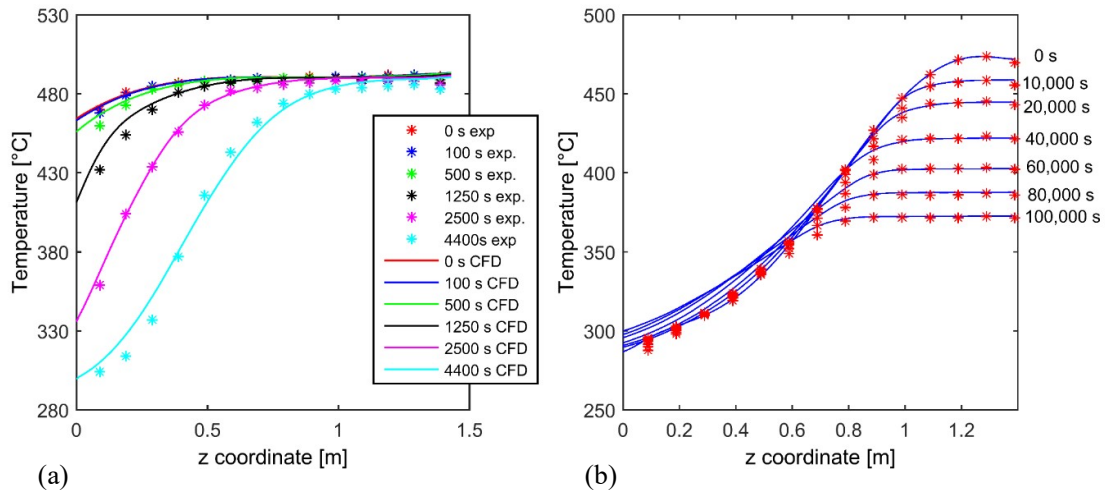 530
480
430
380
330
280
0
0.5
1
1.5
Temperature [°C]
z coordinate [m]
0 s exp
100 s exp.
500 s exp.
1250 s exp.
2500 s exp.
4400s exp
0 s CFD
100 s CFD
500 s CFD
1250 s CFD
2500 s CFD
4400 s CFD
(a)
500
450
400
350
300
250
0
0.2
0.4
0.6
0.8
1
1.2
Temperature [°C]
z coordinate [m]
0 s
10,000 s
20,000 s
40,000 s
60,000 s
80,000 s
100,000 s
(b)